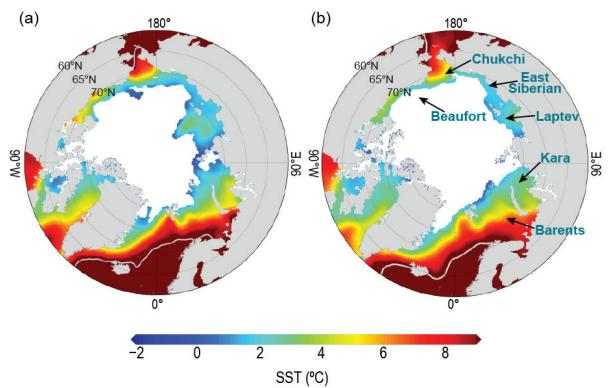 (a)
180°
60°N
65°N
70°N
90°W
0°
(b)
180°
60°N
65°N
70°N
Chukchi
East
Siberian
Beaufort
Laptev
Kara
Barents
90°W
90°E
0°
−2 0 2 4 6 8
SST (ºC)